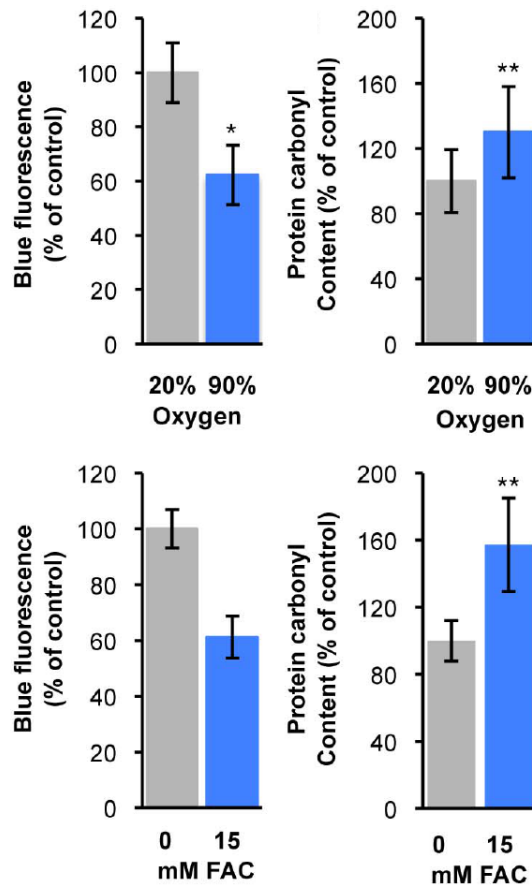 Blue fluorescence
(% of control)
120
100
80
60
40
20
0
*
20% 90%
Oxygen
Protein carbonyl
Content (% of control)
200
160
120
80
40
0
**
20% 90%
Oxygen
Blue fluorescence
(% of control)
120
100
80
60
40
20
0
0 15
mM FAC
Protein carbonyl
Content (% of control)
200
160
120
80
40
0
**
0 15
mM FAC